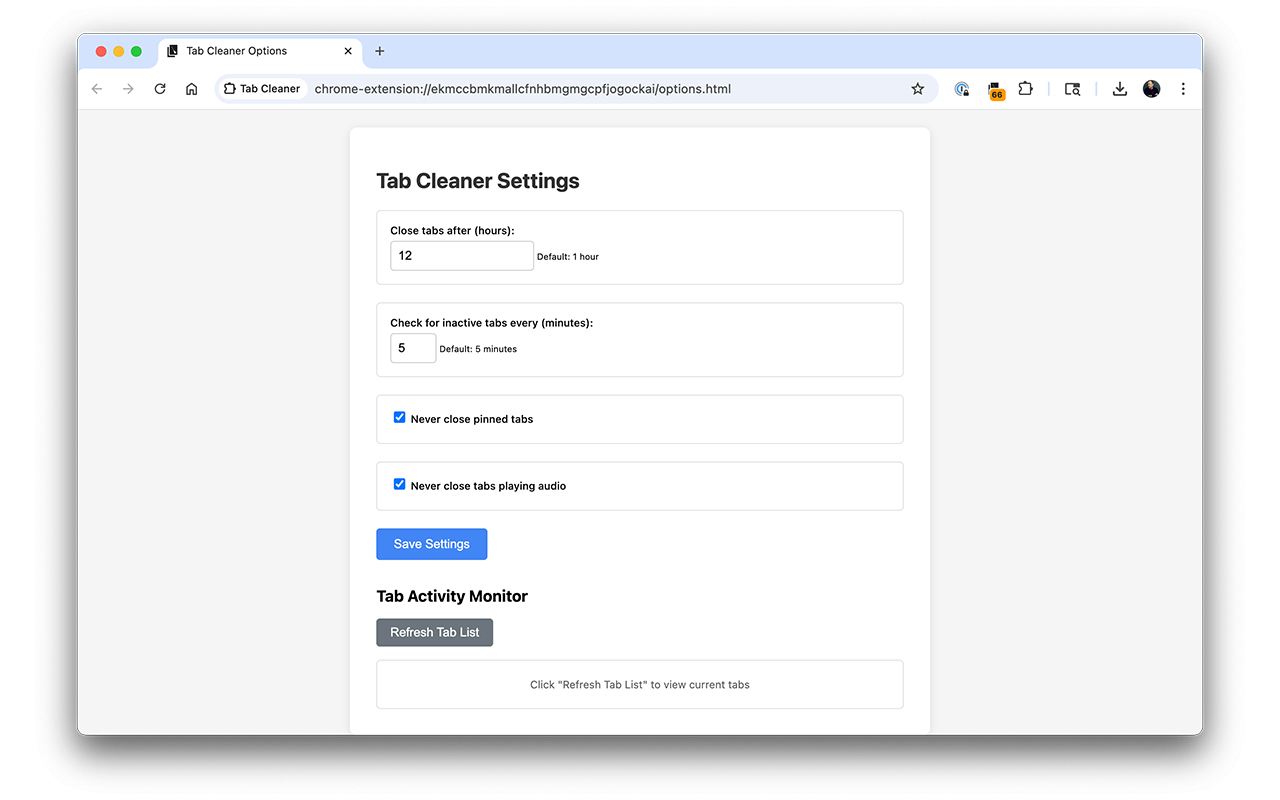 Tab Cleaner Options
Tab Cleaner chrome-extension://ekmccbmkmallcfnhbmgmgcpfjogockai/options.html
66
Tab Cleaner Settings
Close tabs after (hours):
12 Default: 1 hour
Check for inactive tabs every (minutes):
5 Default: 5 minutes
Never close pinned tabs
Never close tabs playing audio
Save Settings
Tab Activity Monitor
Refresh Tab List
Click "Refresh Tab List" to view current tabs